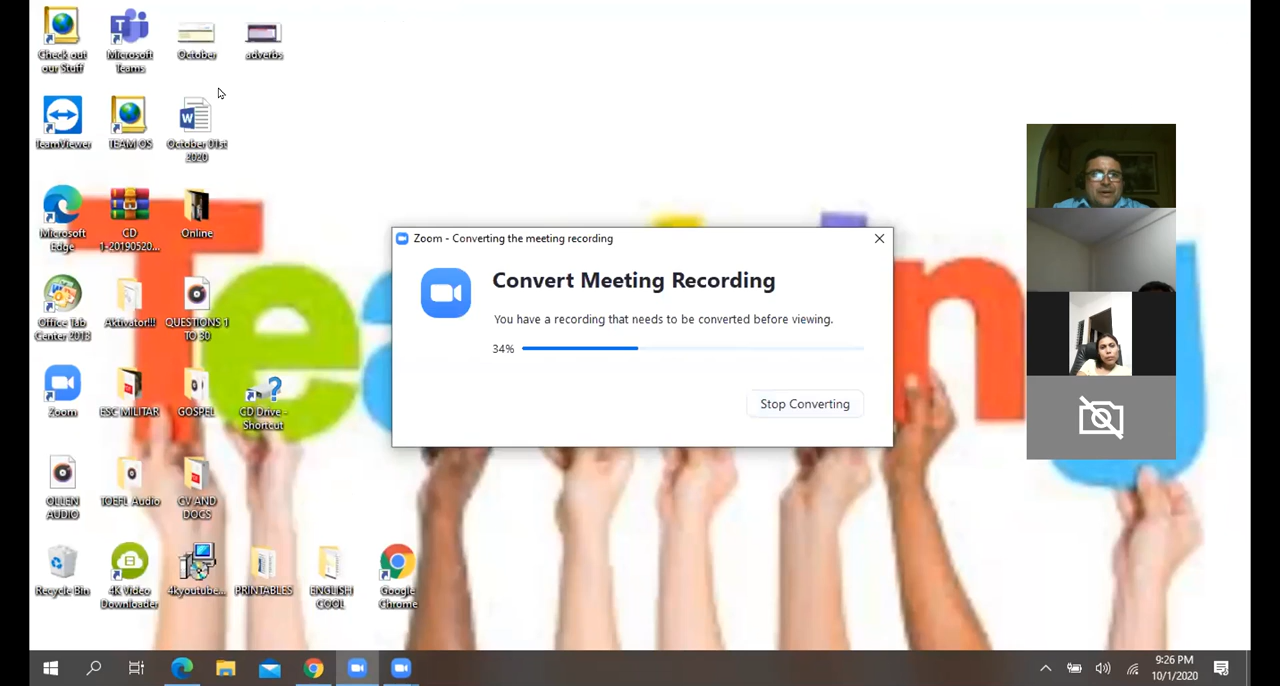 Check out
our Stuff
Microsoft
Teams
October
adverbs
TeamViewer
TEAM OS
October 01st
2020
Microsoft
Edge
CD
1-20190520...
Online
Office Tab
Center 2013
Aktivator!!!
QUESTIONS 1
TO 30
Zoom
ESC MILITAR
GOSPEL
CD Drive -
Shortcut
OLLEN
AUDIO
TOEFL Audio
CV AND
DOCS
Recycle Bin
4K Video
Downloader
4kyoutube...
PRINTABLES
ENGLISH
COOL
Google
Chrome
Zoom - Converting the meeting recording
Convert Meeting Recording
You have a recording that needs to be converted before viewing.
34%
Stop Converting
9:26 PM
10/1/2020